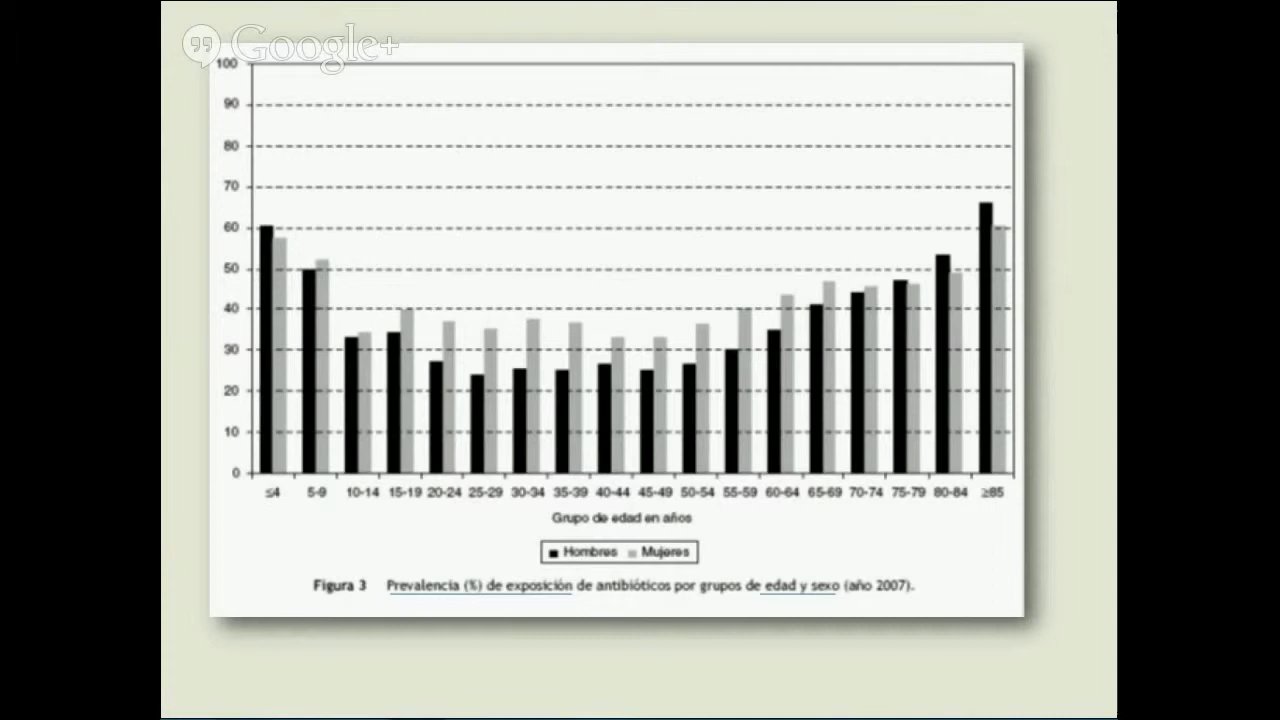 Google+
100
90
80
70
60
50
40
30
20
10
0
≤4 5-9 10-14 15-19 20-24 25-29 30-34 35-39 40-44 45-49 50-54 55-59 60-64 65-69 70-74 75-79 80-84 ≥85
Grupo de edad en años
Hombres Mujeres
Figura 3 Prevalencia (%) de exposición de antibióticos por grupos de edad y sexo (año 2007).